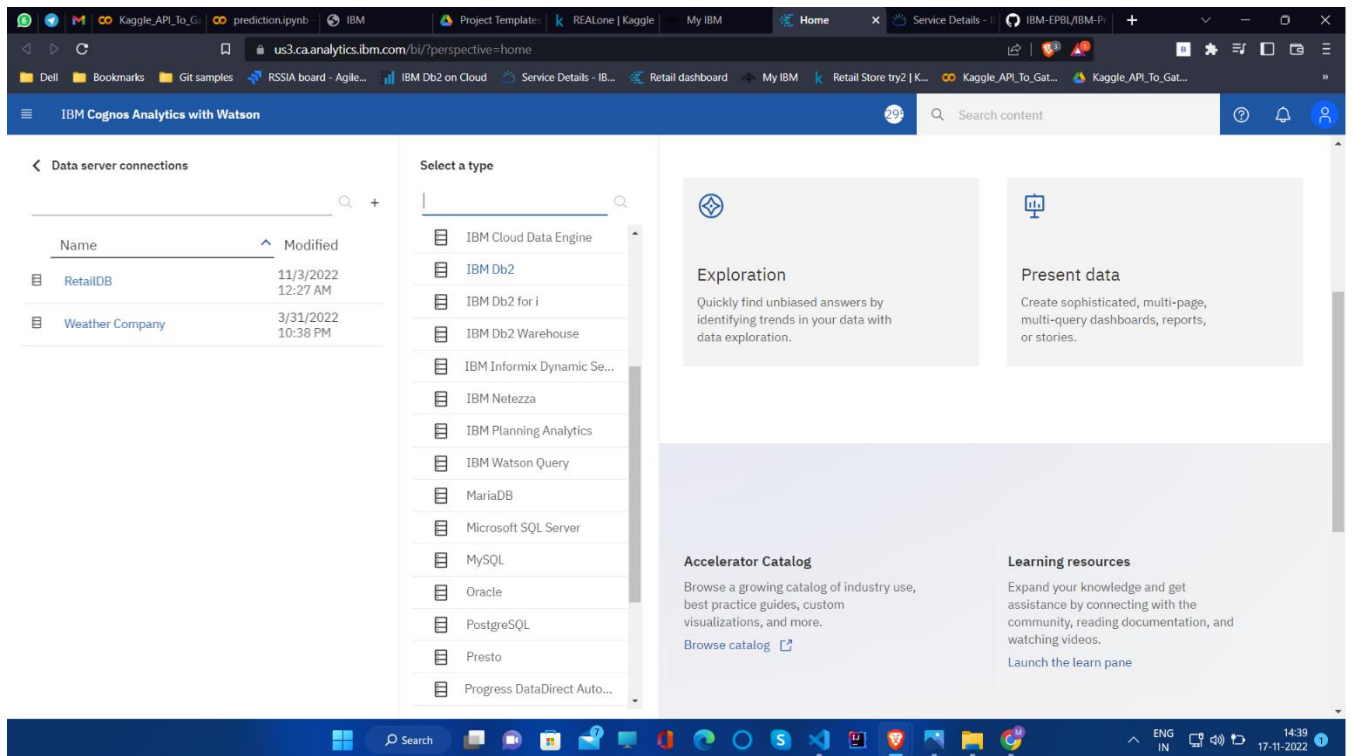 Kaggle_API_To_Ga
prediction.ipynb -
IBM
Project Templates
REALone | Kaggle
My IBM
Home
Service Details - I
IBM-EPBL/IBM-Pr
us3.ca.analytics.ibm.com/bi/?perspective=home
Dell
Bookmarks
Git samples
RSSIA board - Agile...
IBM Db2 on Cloud
Service Details - IB...
Retail dashboard
My IBM
Retail Store try2 | K...
Kaggle_API_To_Gat...
Kaggle_API_To_Gat...
IBM Cognos Analytics with Watson
Search content
Data server connections
Name
Modified
RetailDB
11/3/2022
12:27 AM
Weather Company
3/31/2022
10:38 PM
Select a type
IBM Cloud Data Engine
IBM Db2
IBM Db2 for i
IBM Db2 Warehouse
IBM Informix Dynamic Se...
IBM Netezza
IBM Planning Analytics
IBM Watson Query
MariaDB
Microsoft SQL Server
MySQL
Oracle
PostgreSQL
Presto
Progress DataDirect Auto...
Exploration
Quickly find unbiased answers by
identifying trends in your data with
data exploration.
Present data
Create sophisticated, multi-page,
multi-query dashboards, reports,
or stories.
Accelerator Catalog
Browse a growing catalog of industry use,
best practice guides, custom
visualizations, and more.
Browse catalog
Learning resources
Expand your knowledge and get
assistance by connecting with the
community, reading documentation, and
watching videos.
Launch the learn pane
Search
ENG
IN
14:39
17-11-2022
1